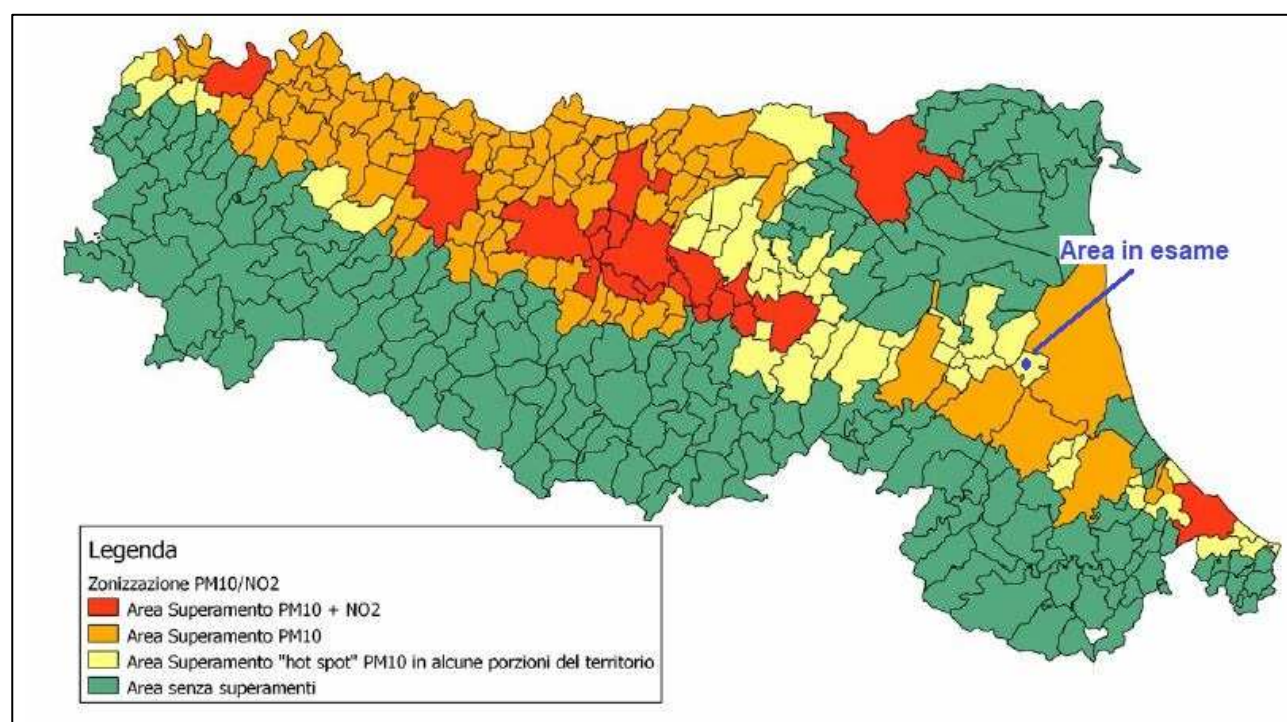 Area in esame
Legenda
Zonizzazione PM10/NO2
Area Superamento PM10 + NO2
Area Superamento PM10
Area Superamento "hot spot" PM10 in alcune porzioni del territorio
Area senza superamenti